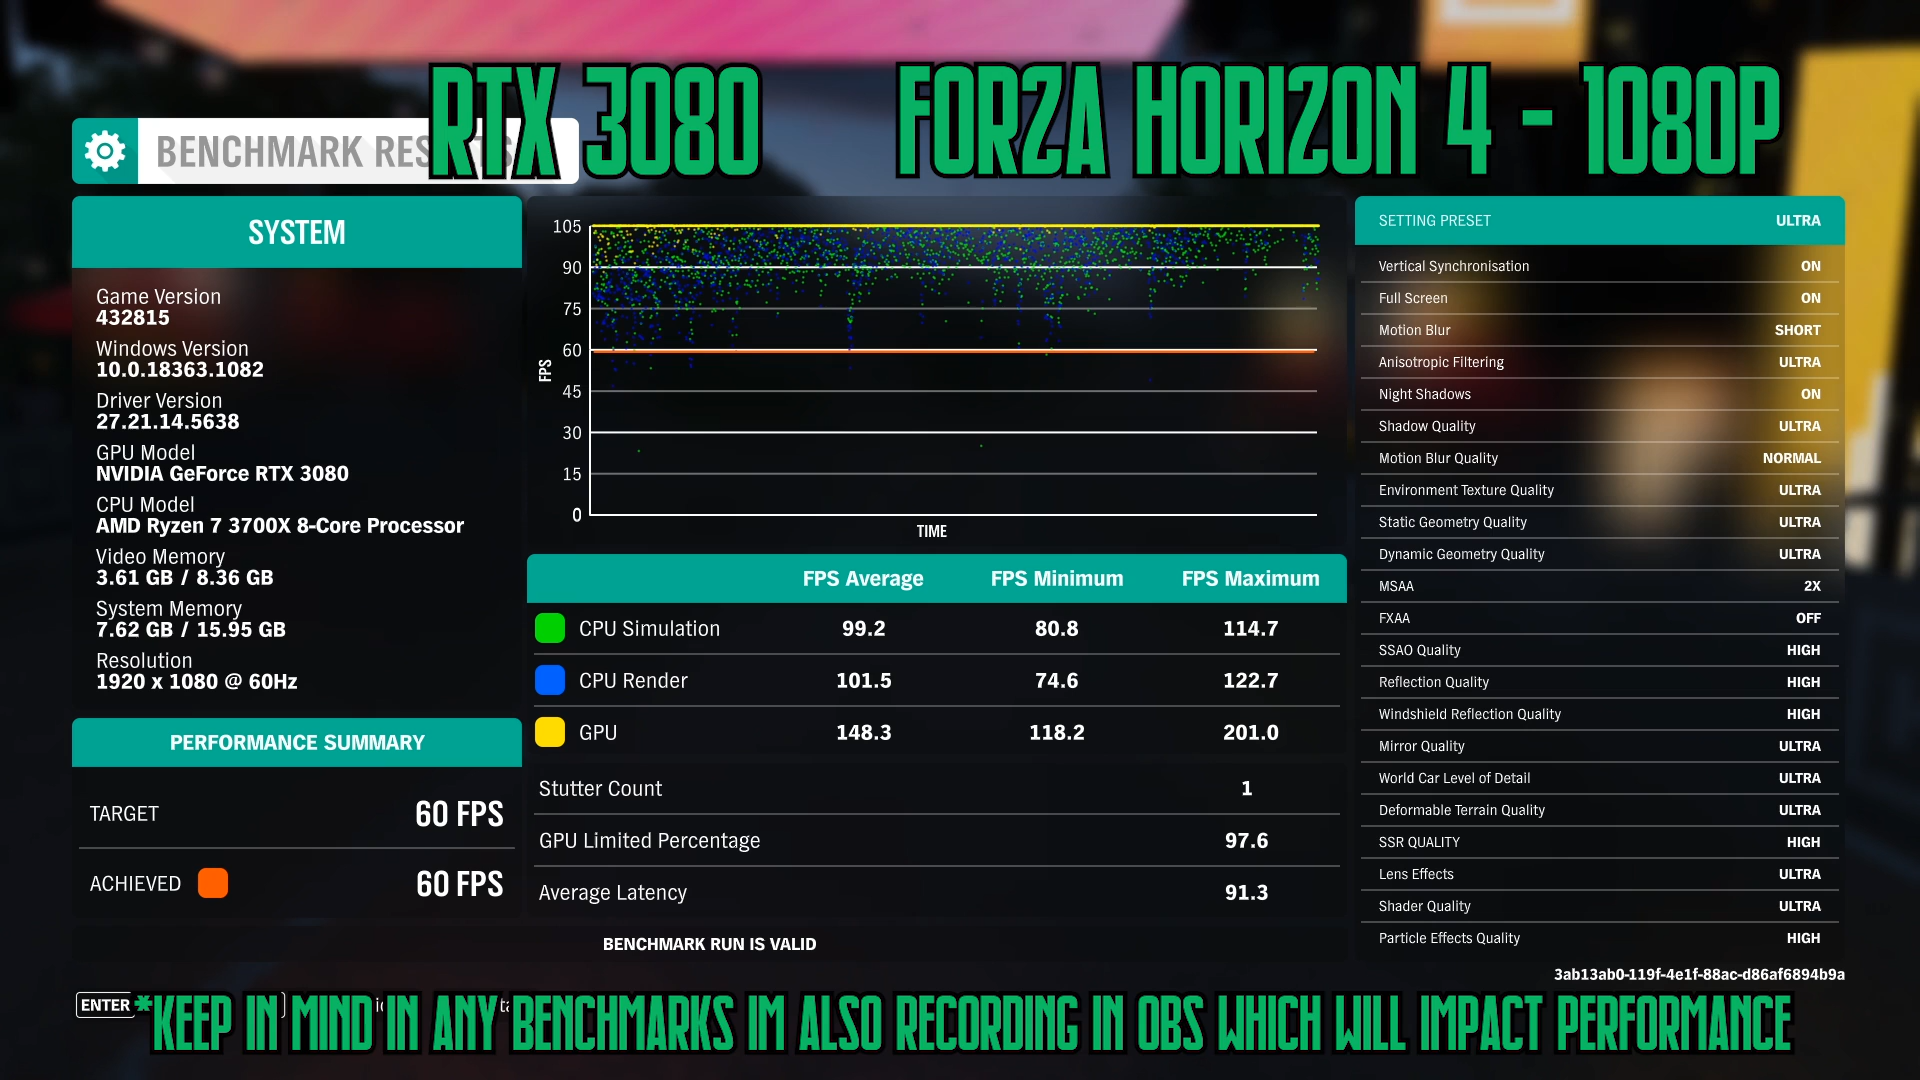 RTX 3080 FORZA HORIZON 4 - 1080P
BENCHMARK
SYSTEM
Game Version
432815
Windows Version
10.0.18363.1082
Driver Version
27.21.14.5638
GPU Model
NVIDIA GeForce RTX 3080
CPU Model
AMD Ryzen 7 3700X 8-Core Processor
Video Memory
3.61 GB / 8.36 GB
System Memory
7.62 GB / 15.95 GB
Resolution
1920 x 1080 @ 60Hz
PERFORMANCE SUMMARY
TARGET 60 FPS
ACHIEVED 60 FPS
105
90
75
60
45
30
15
0
FPS
TIME
FPS Average FPS Minimum FPS Maximum
CPU Simulation 99.2 80.8 114.7
CPU Render 101.5 74.6 122.7
GPU 148.3 118.2 201.0
Stutter Count 1
GPU Limited Percentage 97.6
Average Latency 91.3
BENCHMARK RUN IS VALID
SETTING PRESET ULTRA
Vertical Synchronisation ON
Full Screen ON
Motion Blur SHORT
Anisotropic Filtering ULTRA
Night Shadows ON
Shadow Quality ULTRA
Motion Blur Quality NORMAL
Environment Texture Quality ULTRA
Static Geometry Quality ULTRA
Dynamic Geometry Quality ULTRA
MSAA 2X
FXAA OFF
SSAO Quality HIGH
Reflection Quality HIGH
Windshield Reflection Quality HIGH
Mirror Quality ULTRA
World Car Level of Detail ULTRA
Deformable Terrain Quality ULTRA
SSR QUALITY HIGH
Lens Effects ULTRA
Shader Quality ULTRA
Particle Effects Quality HIGH
3ab13ab0-119f-4e1f-88ac-d86af6894b9a
ENTER
*KEEP IN MIND IN ANY BENCHMARKS IM ALSO RECORDING IN OBS WHICH WILL IMPACT PERFORMANCE